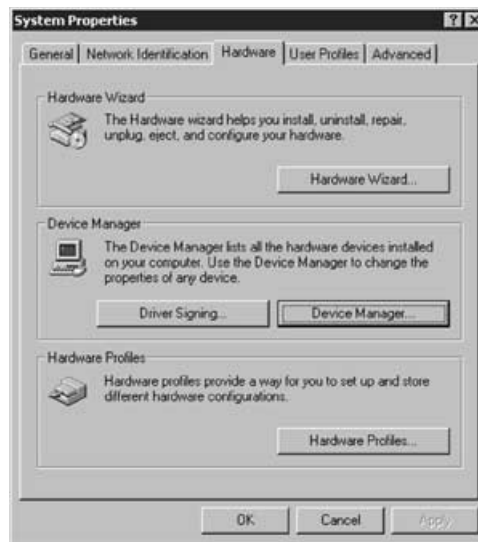 System Properties
? X
General Network Identification Hardware User Profiles Advanced
Hardware Wizard
The Hardware wizard helps you install, uninstall, repair,
unplug, eject, and configure your hardware.
Hardware Wizard...
Device Manager
The Device Manager lists all the hardware devices installed
on your computer. Use the Device Manager to change the
properties of any device.
Driver Signing... Device Manager...
Hardware Profiles
Hardware profiles provide a way for you to set up and store
different hardware configurations.
Hardware Profiles...
OK Cancel Apply